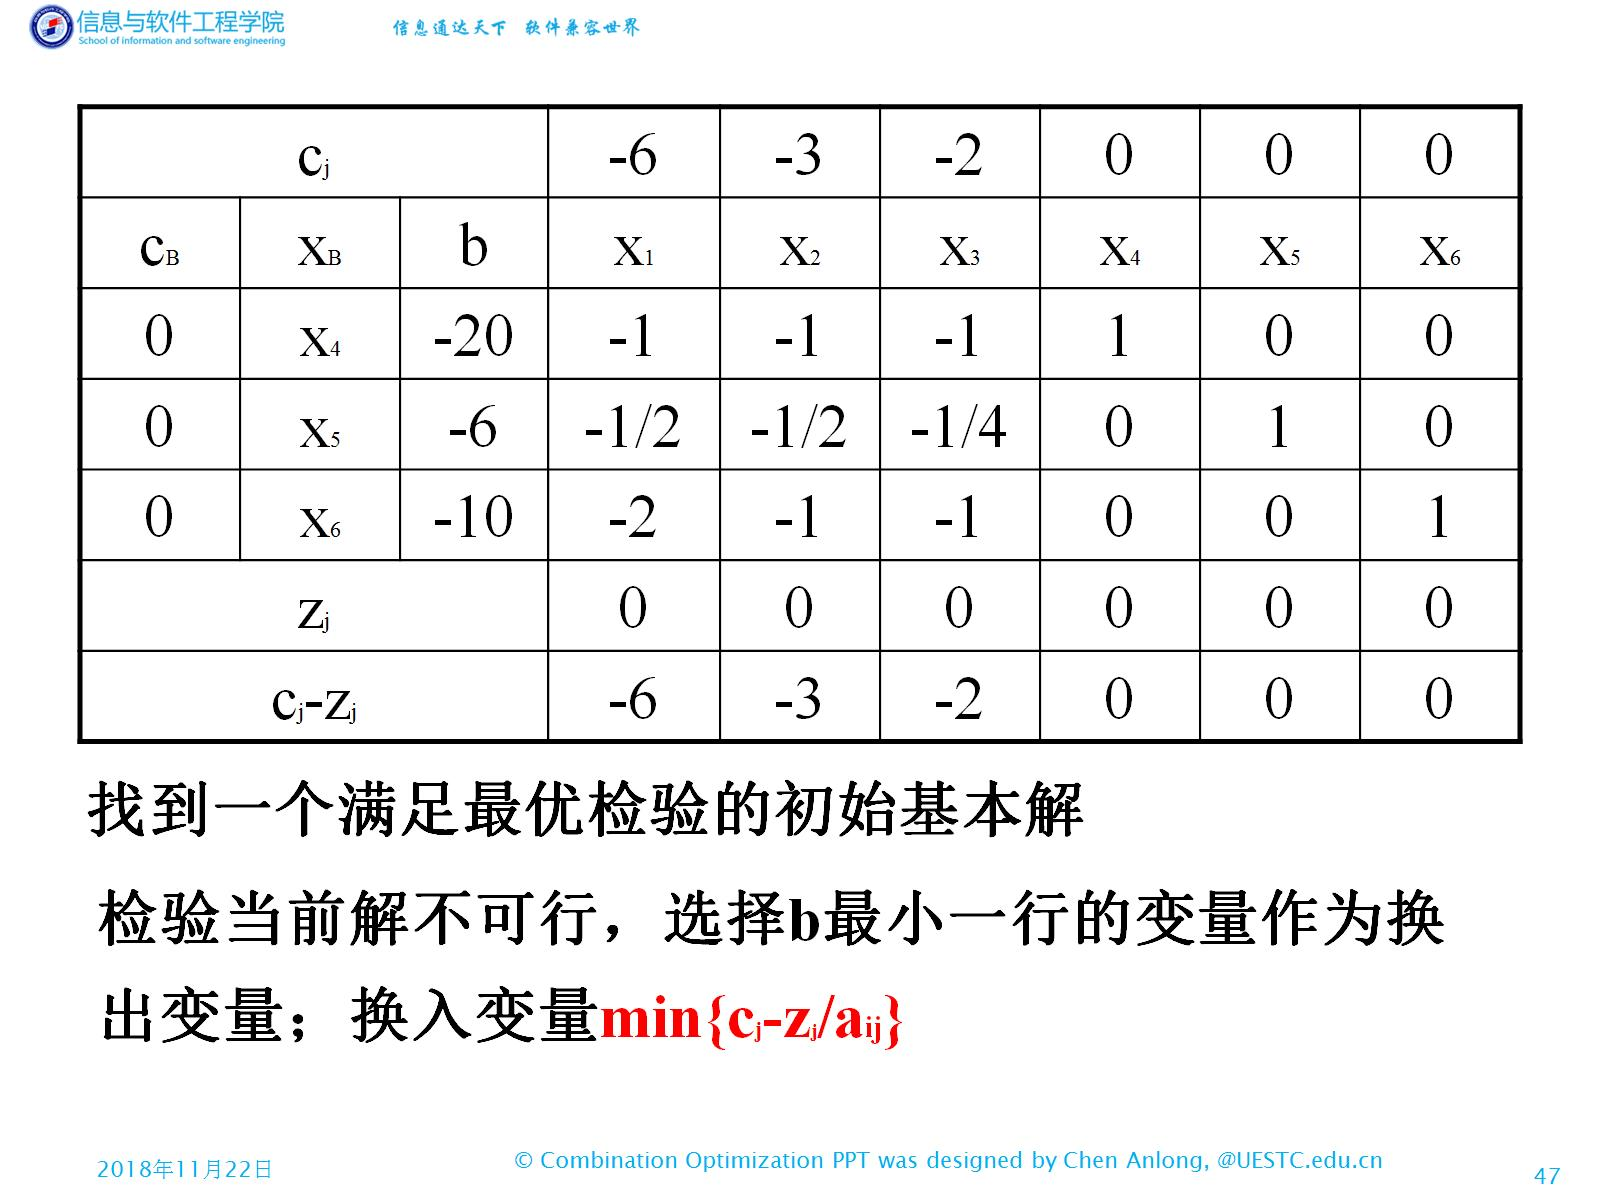 信息与软件工程学院
School of information and software engineering
信息通达天下 软件兼容世界
cj -6 -3 -2 0 0 0
cB xB b x1 x2 x3 x4 x5 x6
0 x4 -20 -1 -1 -1 1 0 0
0 x5 -6 -1/2 -1/2 -1/4 0 1 0
0 x6 -10 -2 -1 -1 0 0 1
zj 0 0 0 0 0 0
cj-zj -6 -3 -2 0 0 0
找到一个满足最优检验的初始基本解
检验当前解不可行，选择b最小一行的变量作为换
出变量；换入变量min{cj-zj/aij}
2018年11月22日
© Combination Optimization PPT was designed by Chen Anlong, @UESTC.edu.cn
47